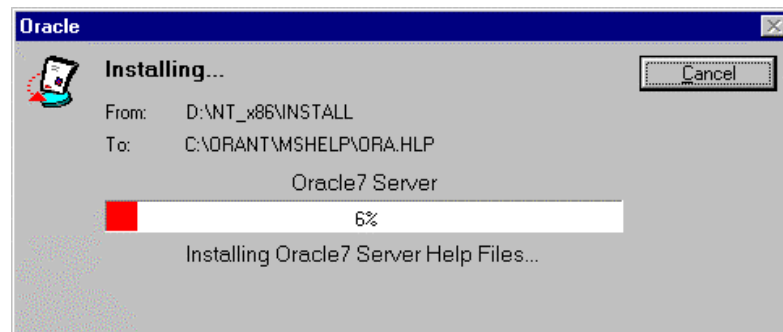 Oracle
Installing...
Cancel
From: D:\NT_x86\INSTALL
To: C:\ORANT\MSHELP\ORA.HLP
Oracle7 Server
6%
Installing Oracle7 Server Help Files...